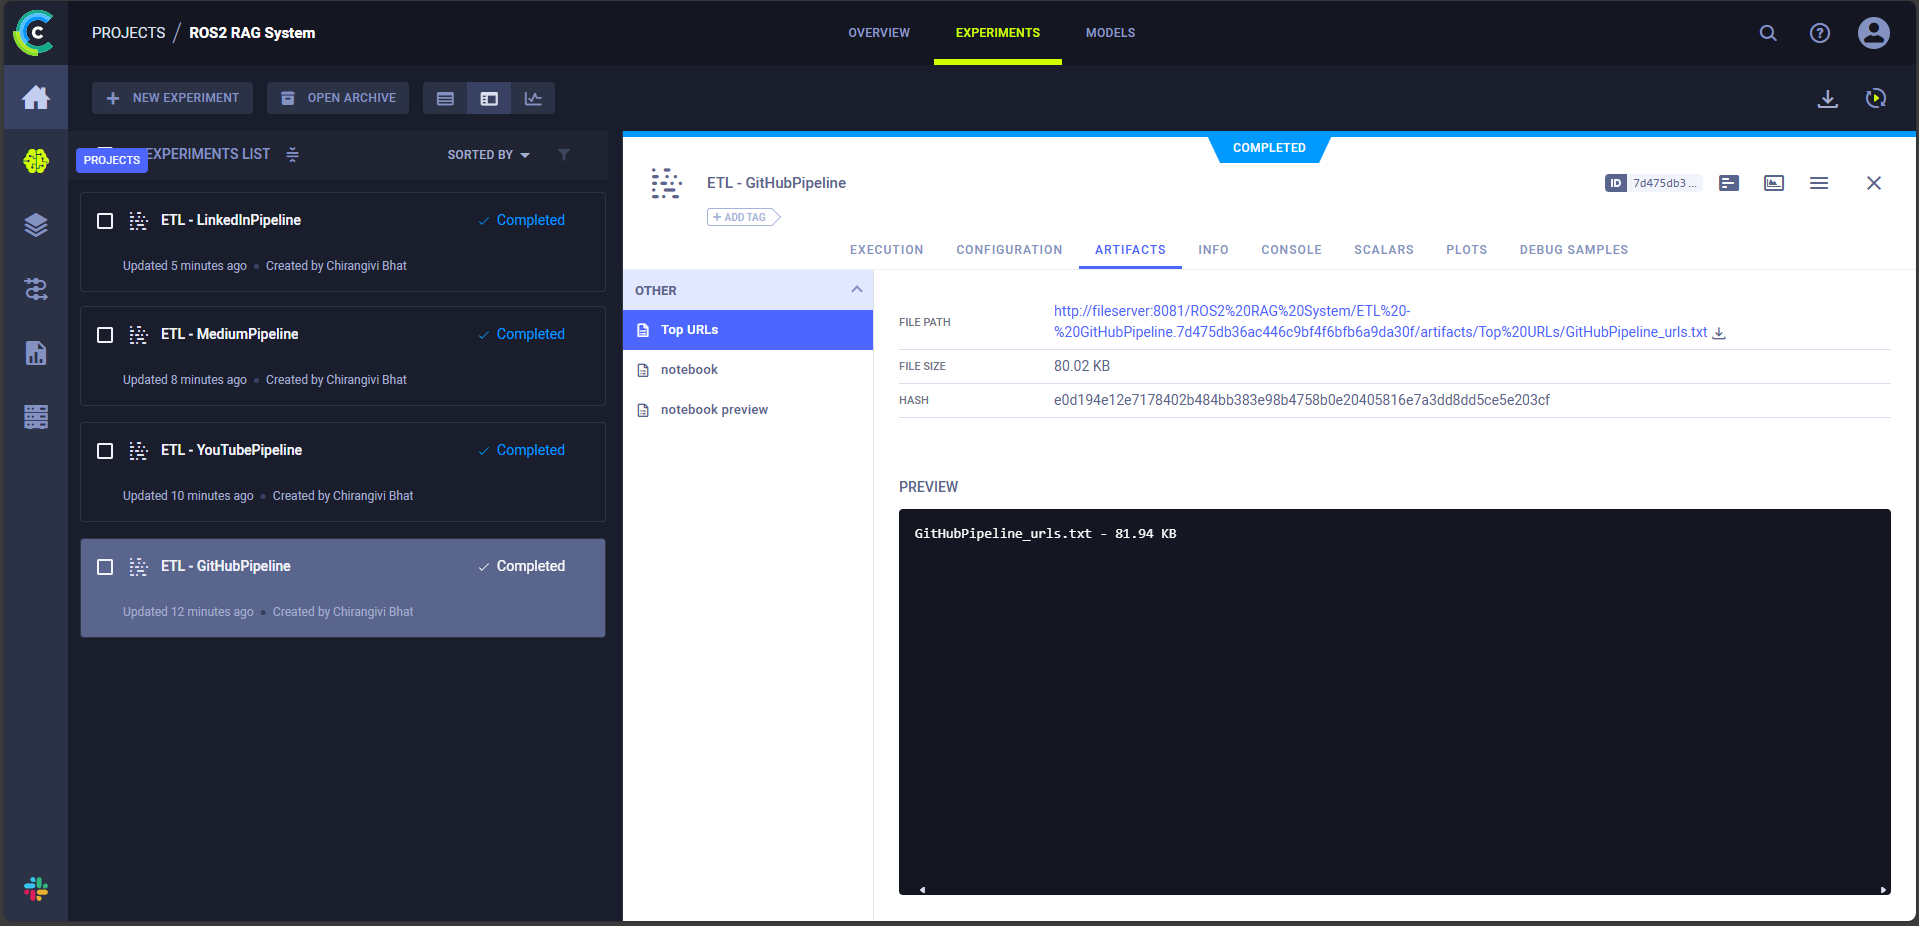 PROJECTS / ROS2 RAG System
OVERVIEW
EXPERIMENTS
MODELS
NEW EXPERIMENT
OPEN ARCHIVE
PROJECTS
EXPERIMENTS LIST
SORTED BY
ETL - LinkedInPipeline
Completed
Updated 5 minutes ago
Created by Chirangivi Bhat
ETL - MediumPipeline
Completed
Updated 8 minutes ago
Created by Chirangivi Bhat
ETL - YouTubePipeline
Completed
Updated 10 minutes ago
Created by Chirangivi Bhat
ETL - GitHubPipeline
Completed
Updated 12 minutes ago
Created by Chirangivi Bhat
COMPLETED
ETL - GitHubPipeline
ID 7d475db3 ...
+ ADD TAG
EXECUTION
CONFIGURATION
ARTIFACTS
INFO
CONSOLE
SCALARS
PLOTS
DEBUG SAMPLES
OTHER
Top URLs
notebook
notebook preview
FILE PATH
http://fileserver:8081/ROS2%20RAG%20System/ETL%20-
%20GitHubPipeline.7d475db36ac446c9bf4f6bfb6a9da30f/artifacts/Top%20URLs/GitHubPipeline_urls.txt
FILE SIZE
80.02 KB
HASH
e0d194e12e7178402b484bb383e98b4758b0e20405816e7a3dd8dd5ce5e203cf
PREVIEW
GitHubPipeline_urls.txt - 81.94 KB